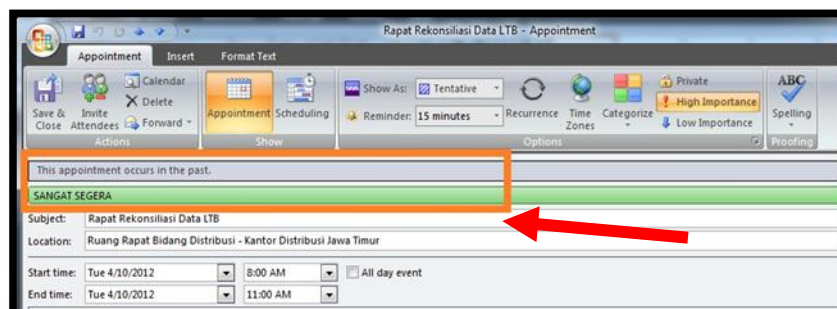 Rapat Rekonsiliasi Data LTB - Appointment
Appointment Insert Format Text
Save & Close
Invite Attendees
Calendar
Delete
Forward
Actions
Appointment
Scheduling
Show
Show As: Tentative
Reminder: 15 minutes
Recurrence
Time Zones
Categorize
Private
High Importance
Low Importance
Options
ABC
Spelling
Proofing
This appointment occurs in the past.
SANGAT SEGERA
Subject: Rapat Rekonsiliasi Data LTB
Location: Ruang Rapat Bidang Distribusi - Kantor Distribusi Jawa Timur
Start time: Tue 4/10/2012 8:00 AM All day event
End time: Tue 4/10/2012 11:00 AM